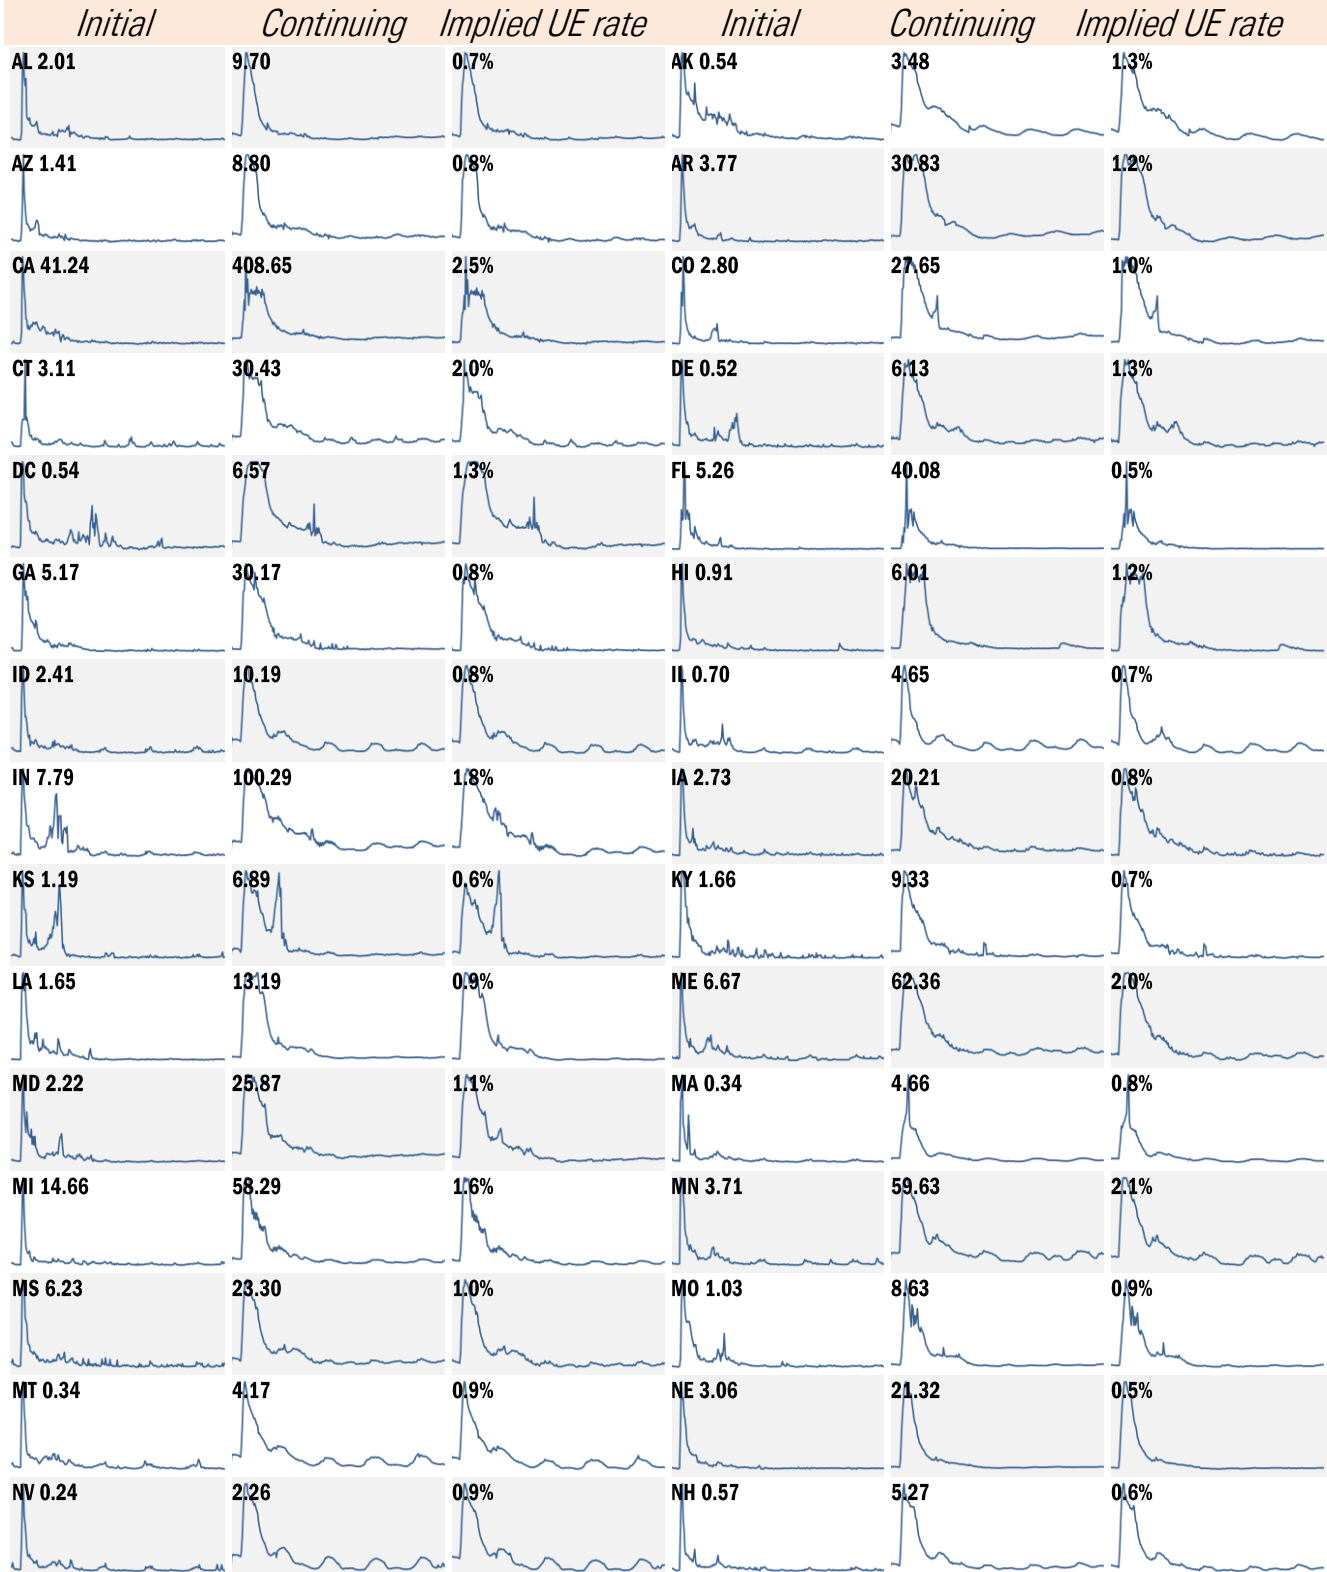 Initial Continuing Implied UE rate Initial Continuing Implied UE rate
AL 2.01 9.70 0.7% AK 0.54 3.48 1.3%
AZ 1.41 8.80 0.8% AR 3.77 30.83 1.2%
CA 41.24 408.65 2.5% CO 2.80 27.65 1.0%
CT 3.11 30.43 2.0% DE 0.52 6.13 1.3%
DC 0.54 6.57 1.3% FL 5.26 40.08 0.5%
GA 5.17 30.17 0.8% HI 0.91 6.01 1.2%
ID 2.41 10.19 0.8% IL 0.70 4.65 0.7%
IN 7.79 100.29 1.8% IA 2.73 20.21 0.8%
KS 1.19 6.89 0.6% KY 1.66 9.33 0.7%
LA 1.65 13.19 0.9% ME 6.67 62.36 2.0%
MD 2.22 25.87 1.1% MA 0.34 4.66 0.8%
MI 14.66 58.29 1.6% MN 3.71 59.63 2.1%
MS 6.23 23.30 1.0% MO 1.03 8.63 0.9%
MT 0.34 4.17 0.9% NE 3.06 21.32 0.5%
NV 0.24 2.26 0.9% NH 0.57 5.27 0.6%